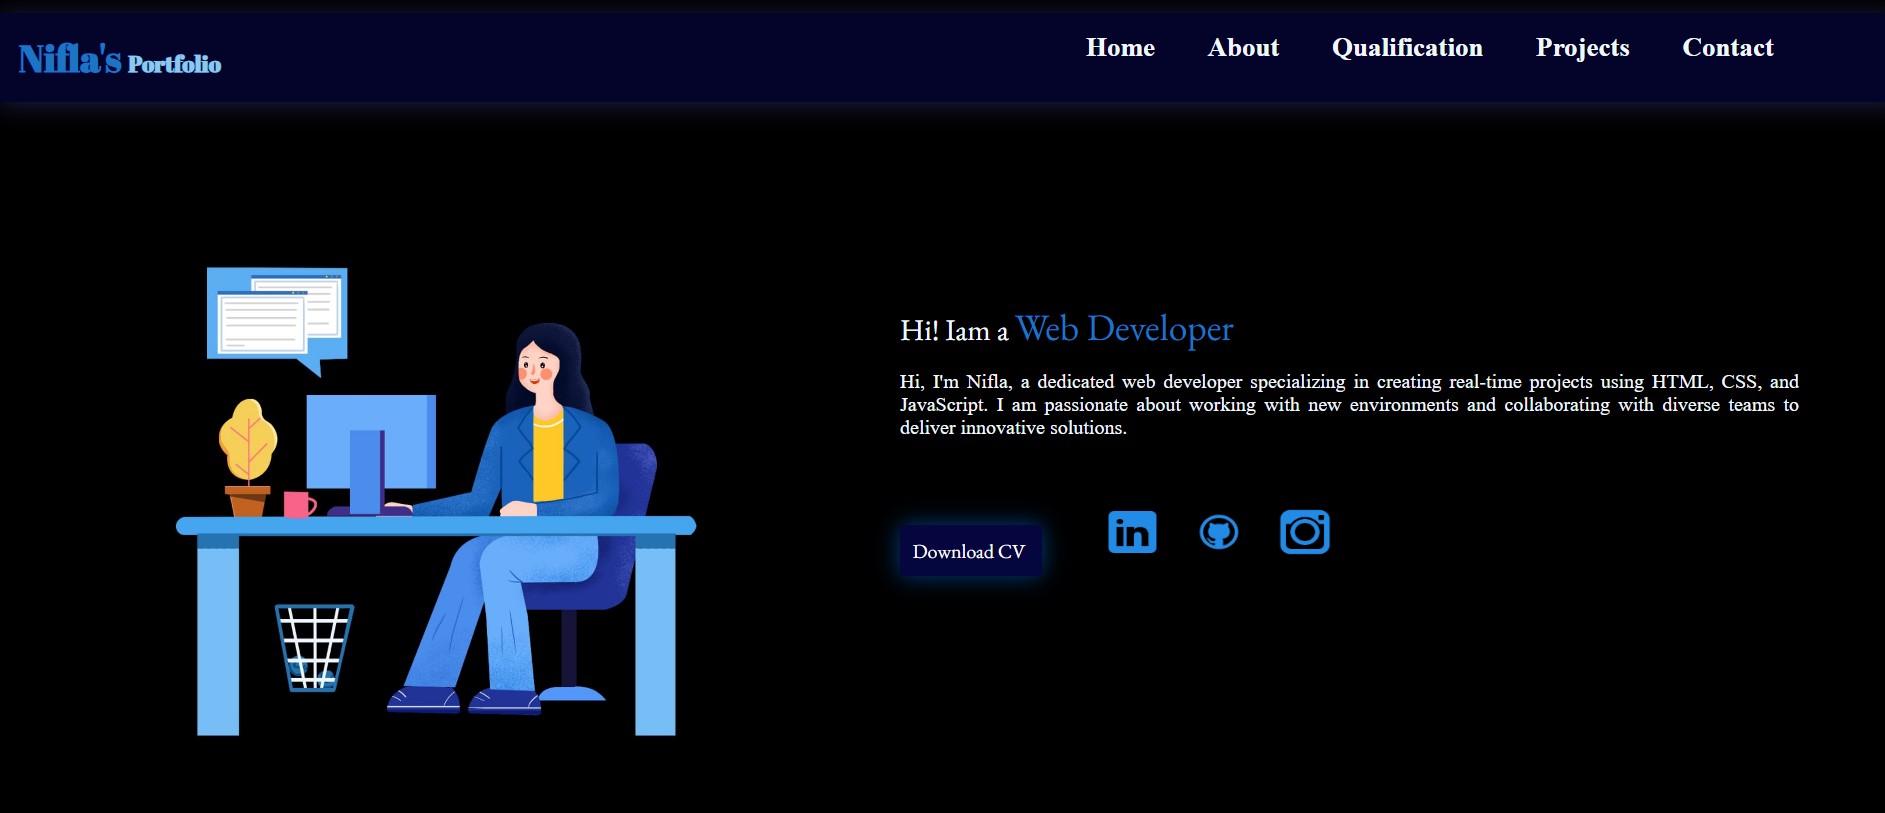 Nifla's Portfolio
Home About Qualification Projects Contact
Hi! Iam a Web Developer
Hi, I'm Nifla, a dedicated web developer specializing in creating real-time projects using HTML, CSS, and
JavaScript. I am passionate about working with new environments and collaborating with diverse teams to
deliver innovative solutions.
Download CV
in